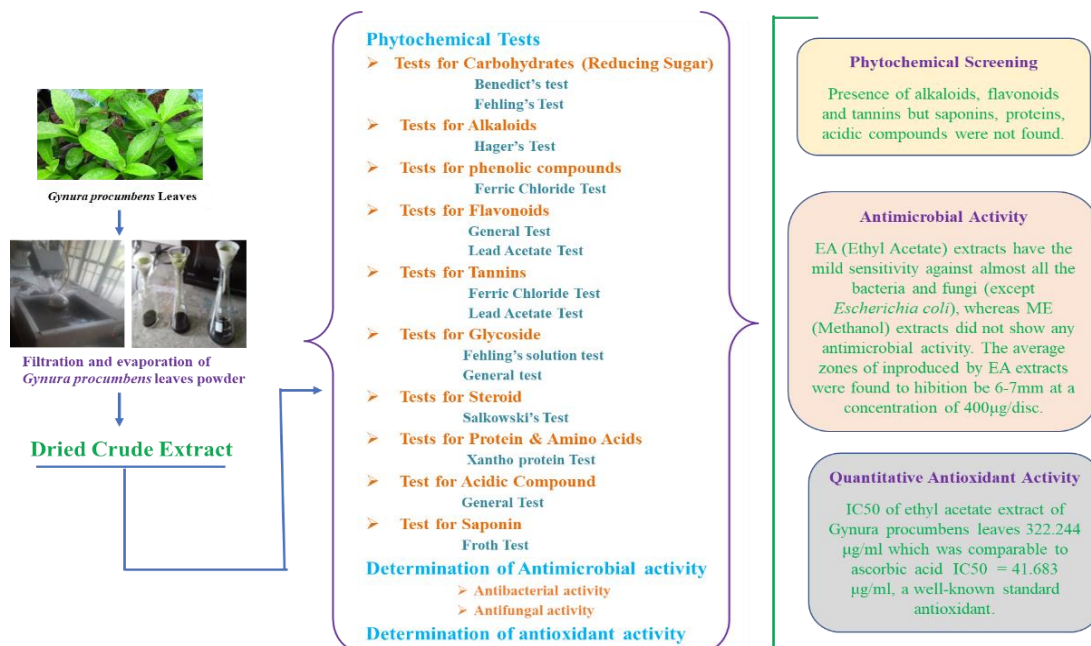 Gynura procumbens Leaves
Filtration and evaporation of
Gynura procumbens leaves powder
Dried Crude Extract
Phytochemical Tests
➢ Tests for Carbohydrates (Reducing Sugar)
Benedict's test
Fehling's Test
➢ Tests for Alkaloids
Hager's Test
➢ Tests for phenolic compounds
Ferric Chloride Test
➢ Tests for Flavonoids
General Test
Lead Acetate Test
➢ Tests for Tannins
Ferric Chloride Test
Lead Acetate Test
➢ Tests for Glycoside
Fehling's solution test
General test
➢ Tests for Steroid
Salkowski's Test
➢ Tests for Protein & Amino Acids
Xantho protein Test
➢ Test for Acidic Compound
General Test
➢ Test for Saponin
Froth Test
Determination of Antimicrobial activity
➢ Antibacterial activity
➢ Antifungal activity
Determination of antioxidant activity
Phytochemical Screening
Presence of alkaloids, flavonoids
and tannins but saponins, proteins,
acidic compounds were not found.
Antimicrobial Activity
EA (Ethyl Acetate) extracts have the
mild sensitivity against almost all the
bacteria and fungi (except
Escherichia coli), whereas ME
(Methanol) extracts did not show any
antimicrobial activity. The average
zones of inproduced by EA extracts
were found to hibition be 6-7mm at a
concentration of 400μg/disc.
Quantitative Antioxidant Activity
IC50 of ethyl acetate extract of
Gynura procumbens leaves 322.244
μg/ml which was comparable to
ascorbic acid IC50 = 41.683
μg/ml, a well-known standard
antioxidant.